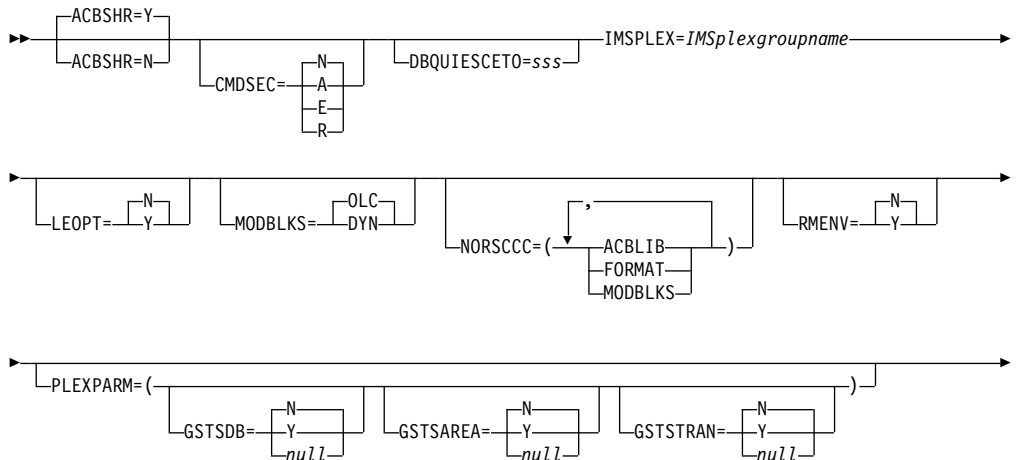 ACBSHR=Y
ACBSHR=N
CMDSEC=
N
A
E
R
DBQUIESCETO=sss
IMSPLEX=IMSplexgroupname
LEOPT=
N
Y
MODBLKS=
OLC
DYN
NORSCCC=(
,
ACBLIB
FORMAT
MODBLKS
)
RMENV=
N
Y
PLEXPARM=(
GSTSDB=
N
Y
null
GSTSAREA=
N
Y
null
GSTSTRAN=
N
Y
null
)